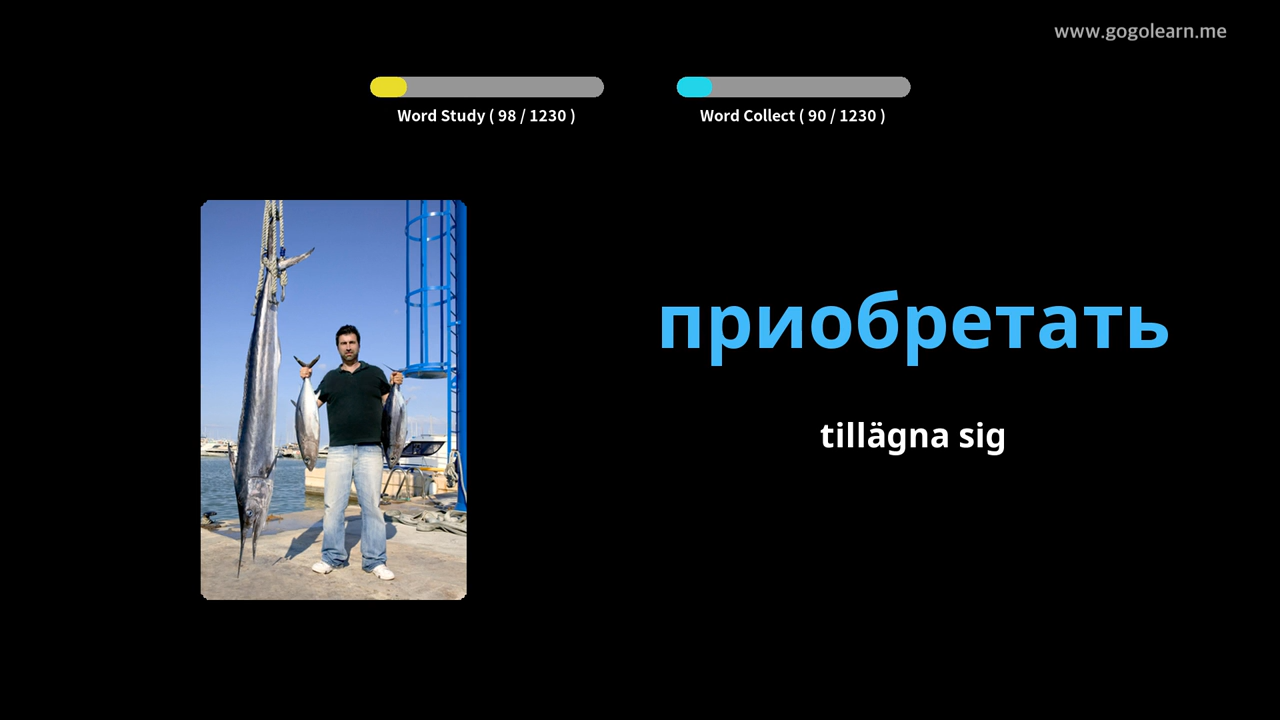 www.gogolearn.me
Word Study ( 98 / 1230 )
Word Collect ( 90 / 1230 )
приобретать
tillägna sig